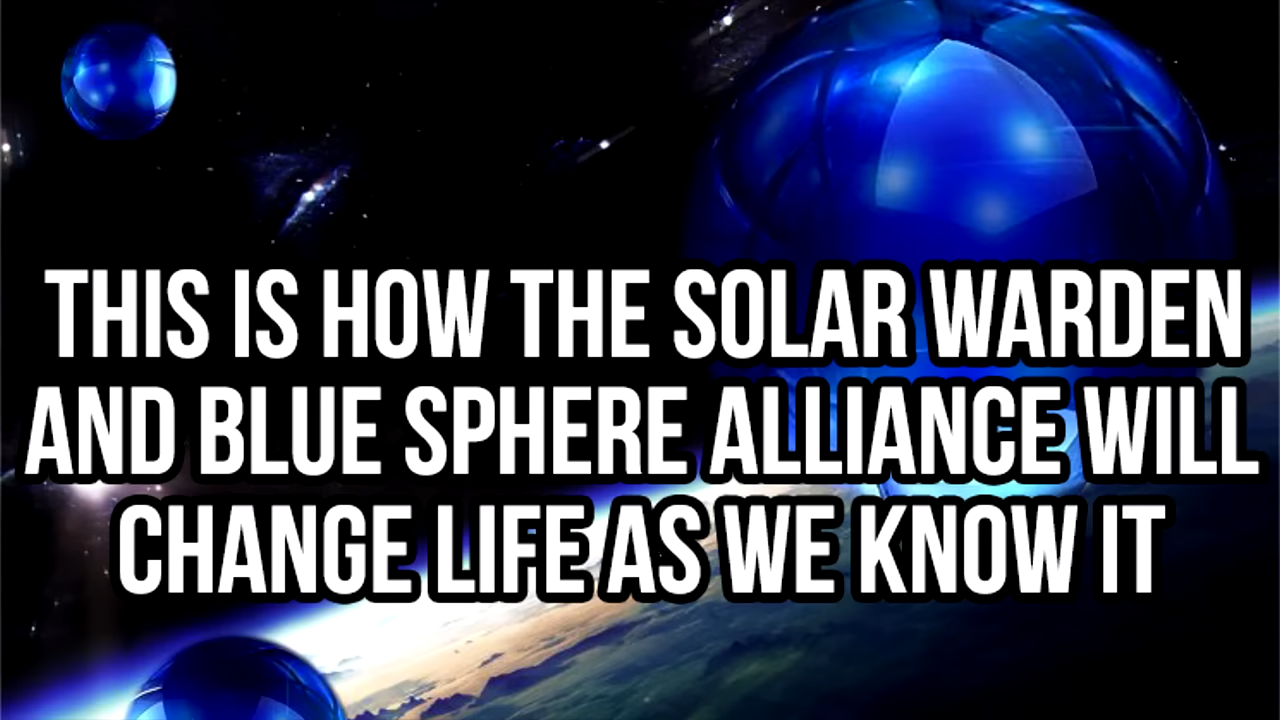 THIS IS HOW THE SOLAR WARDEN
AND BLUE SPHERE ALLIANCE WILL
CHANGE LIFE AS WE KNOW IT